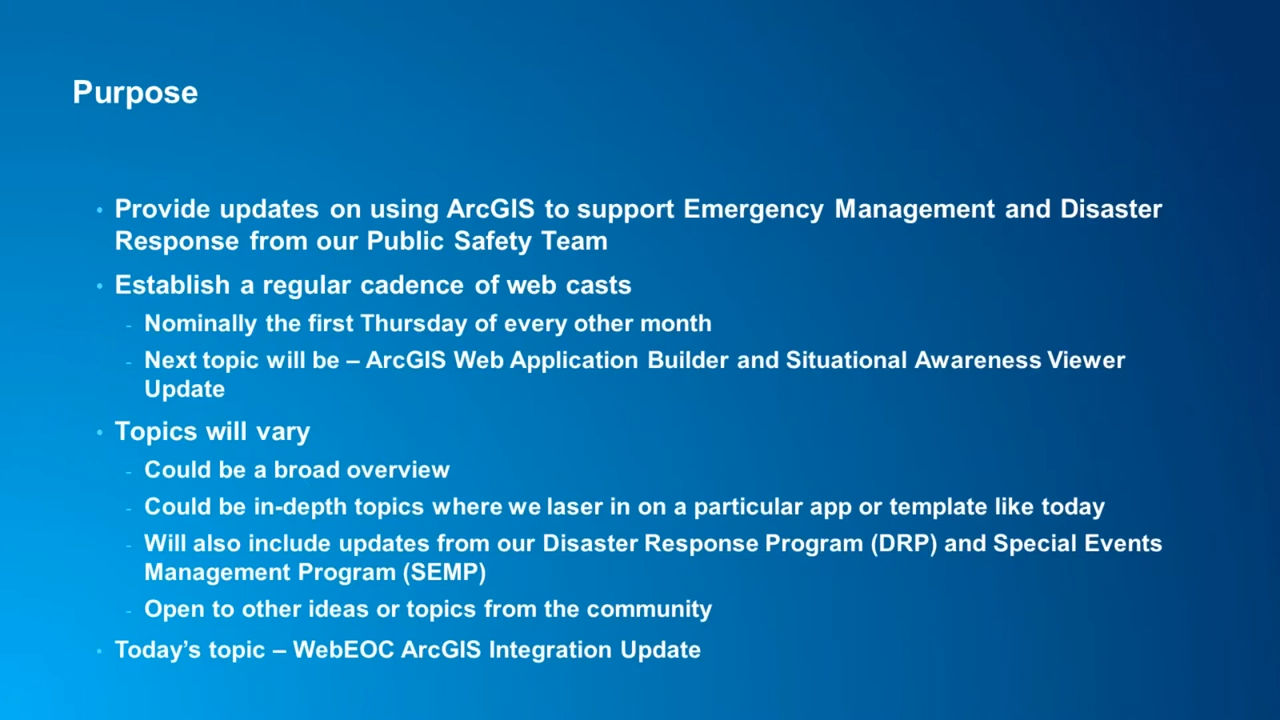 Purpose
• Provide updates on using ArcGIS to support Emergency Management and Disaster
Response from our Public Safety Team
• Establish a regular cadence of web casts
- Nominally the first Thursday of every other month
- Next topic will be – ArcGIS Web Application Builder and Situational Awareness Viewer
Update
• Topics will vary
- Could be a broad overview
- Could be in-depth topics where we laser in on a particular app or template like today
- Will also include updates from our Disaster Response Program (DRP) and Special Events
Management Program (SEMP)
- Open to other ideas or topics from the community
• Today’s topic – WebEOC ArcGIS Integration Update